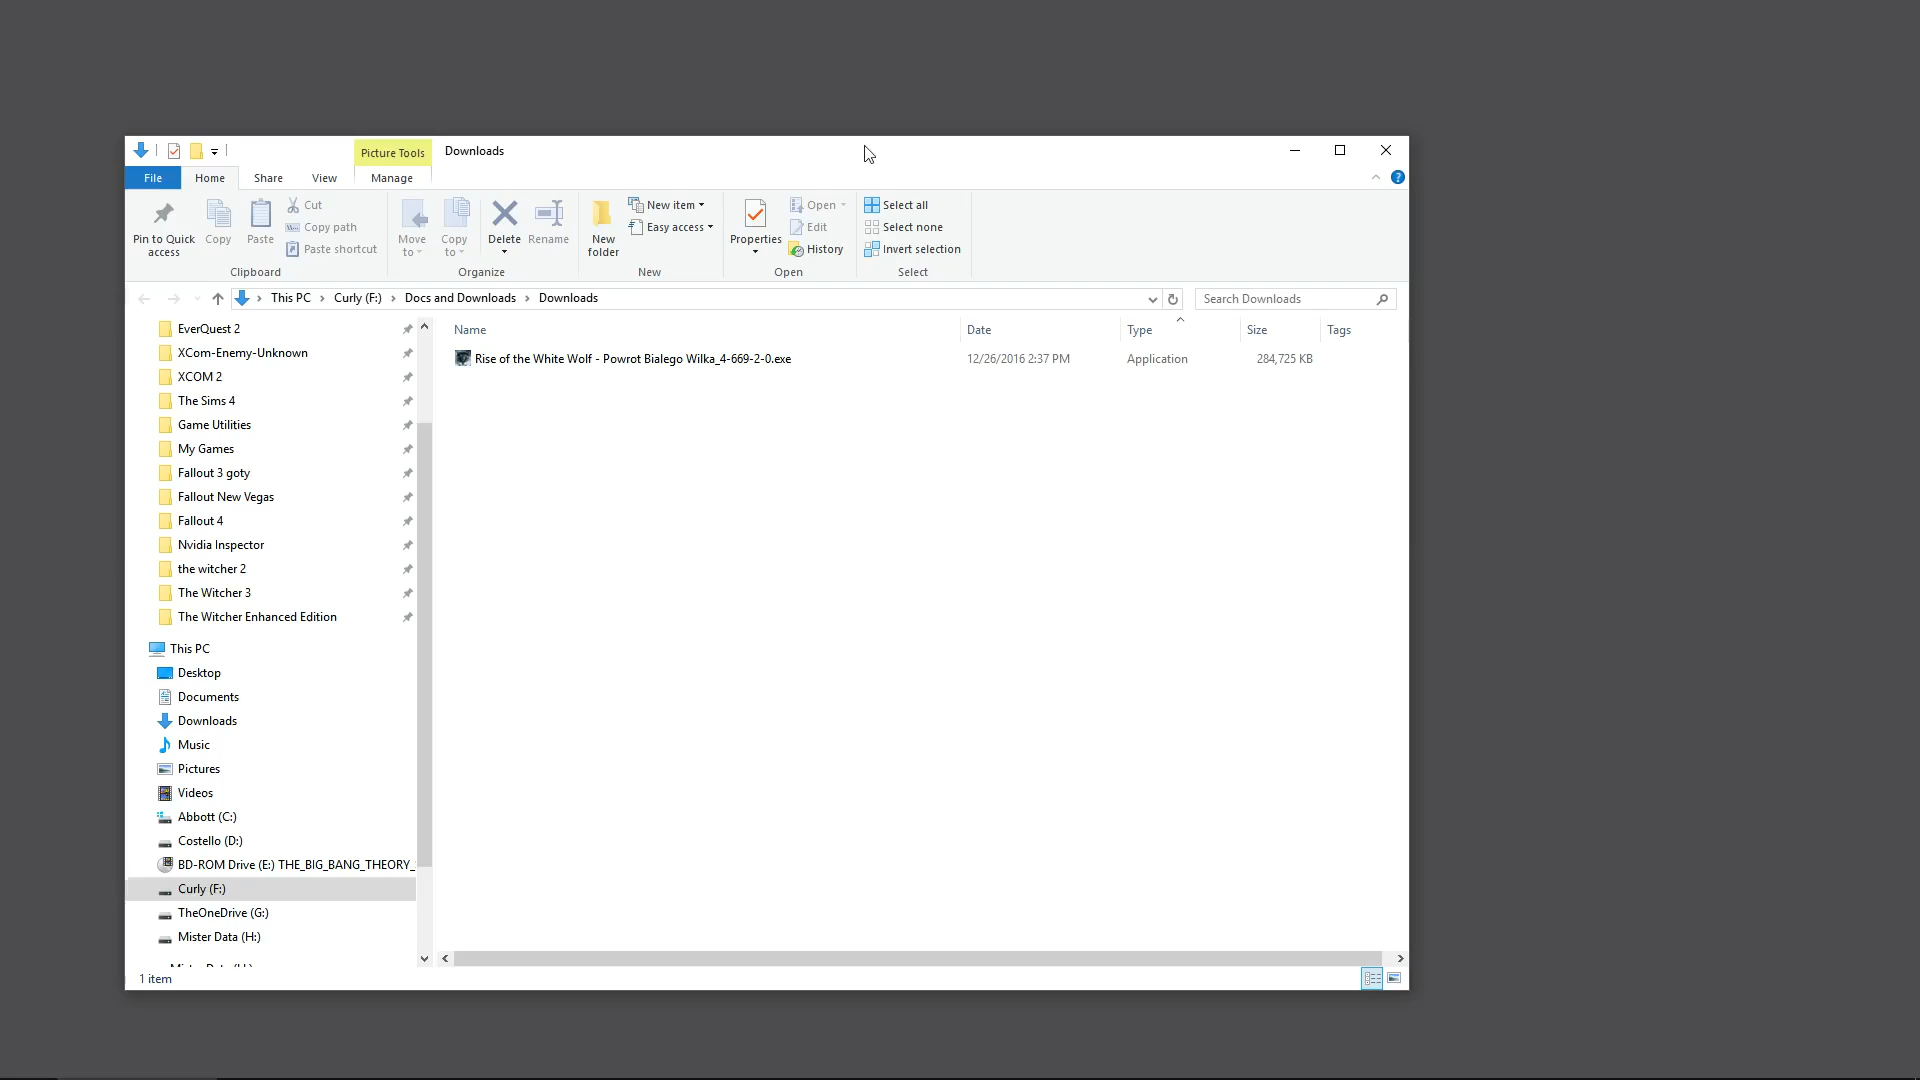 Picture Tools
Downloads
File
Home
Share
View
Manage
Pin to Quick access
Copy
Paste
Cut
Copy path
Paste shortcut
Clipboard
Move to
Copy to
Delete
Rename
Organize
New folder
New item
Easy access
New
Properties
Open
Edit
History
Open
Select all
Select none
Invert selection
Select
This PC > Curly (F:) > Docs and Downloads > Downloads
Search Downloads
EverQuest 2
XCom-Enemy-Unknown
XCOM 2
The Sims 4
Game Utilities
My Games
Fallout 3 goty
Fallout New Vegas
Fallout 4
Nvidia Inspector
the witcher 2
The Witcher 3
The Witcher Enhanced Edition
This PC
Desktop
Documents
Downloads
Music
Pictures
Videos
Abbott (C:)
Costello (D:)
BD-ROM Drive (E:) THE_BIG_BANG_THEORY_
Curly (F:)
TheOneDrive (G:)
Mister Data (H:)
Name Date Type Size Tags
Rise of the White Wolf - Powrot Bialego Wilka_4-669-2-0.exe 12/26/2016 2:37 PM Application 284,725 KB
1 item